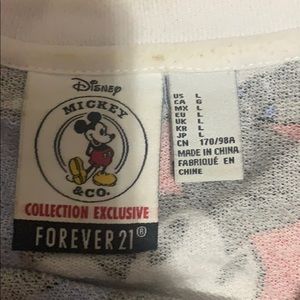 Disney
MICKEY
& CO.
COLLECTION EXCLUSIVE
FOREVER 21®
US L
CA G
MX L
EU L
UK L
KR L
JP L
CN 170/98A
MADE IN CHINA
FABRIQUÉ EN
CHINE